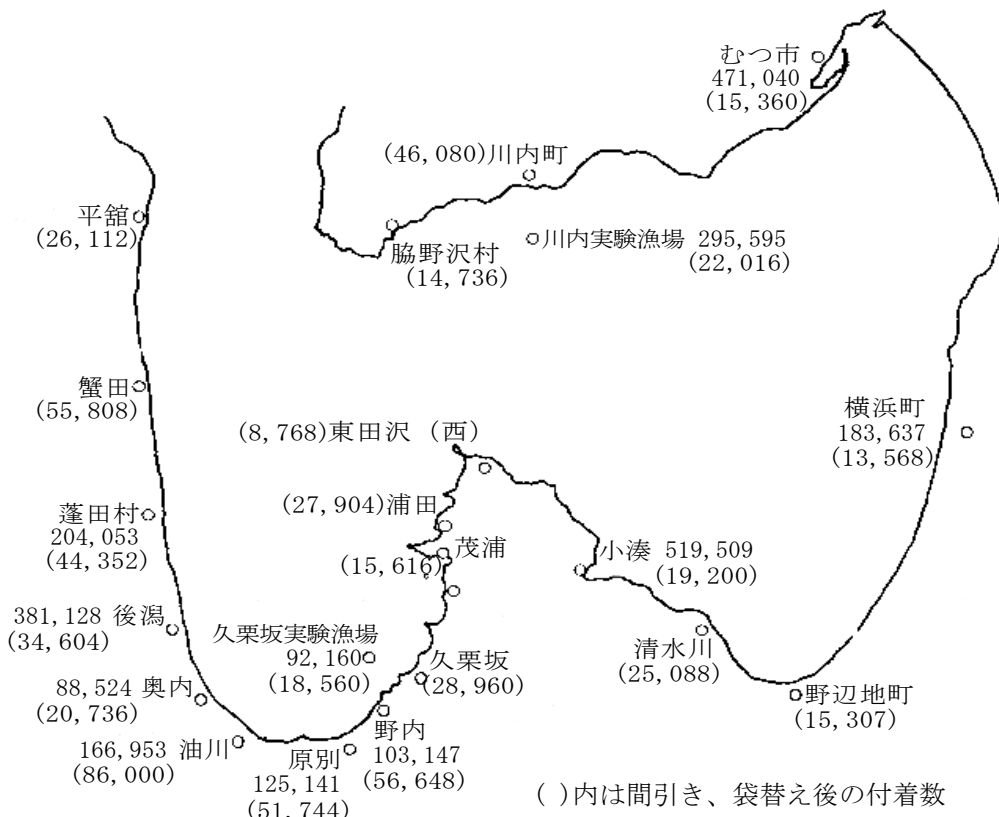 むつ市
471,040
(15,360)
(46,080)川内町
平舘
(26,112)
脇野沢村
(14,736)
川内実験漁場 295,595
(22,016)
蟹田
(55,808)
横浜町
183,637
(13,568)
(8,768)東田沢（西）
(27,904)浦田
蓬田村
204,053
(44,352)
茂浦
(15,616)
小湊 519,509
(19,200)
381,128 後潟
(34,604)
久栗坂実験漁場
92,160
(18,560)
久栗坂
(28,960)
清水川
(25,088)
88,524 奥内
(20,736)
野辺地町
(15,307)
166,953 油川
(86,000)
原別
125,141
(51,744)
野内
103,147
(56,648)
( )内は間引き、袋替え後の付着数